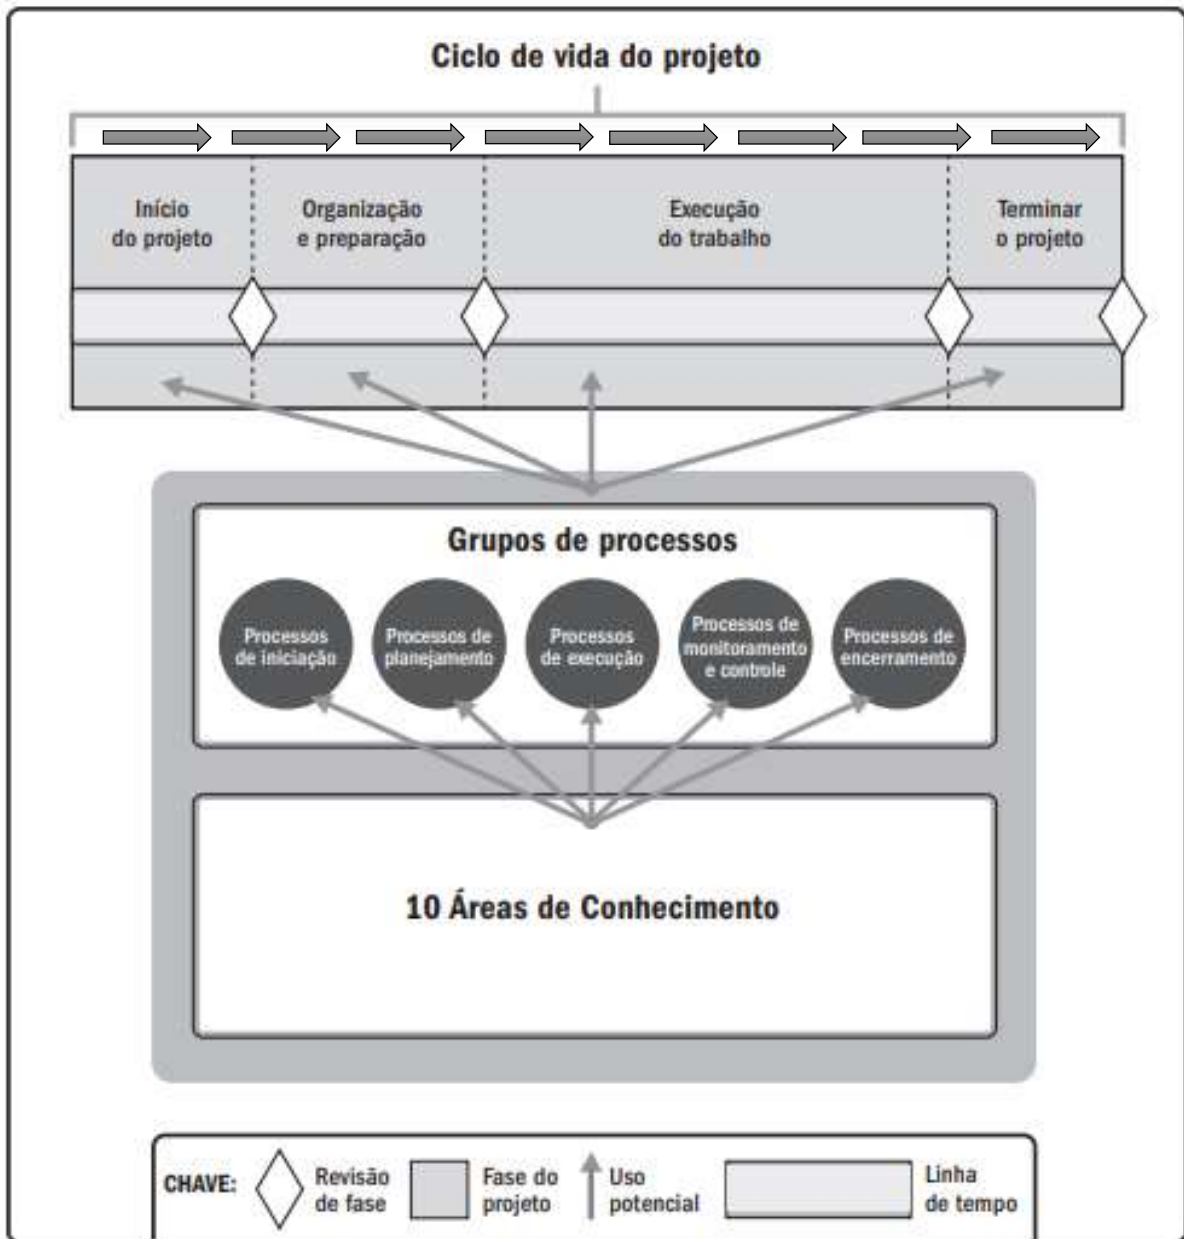 Ciclo de vida do projeto
Início
do projeto
Organização
e preparação
Execução
do trabalho
Terminar
o projeto
Grupos de processos
Processos
de iniciação
Processos de
planejamento
Processos
de execução
Processos de
monitoramento
e controle
Processos de
encerramento
10 Áreas de Conhecimento
CHAVE:
Revisão
de fase
Fase do
projeto
Uso
potencial
Linha
de tempo